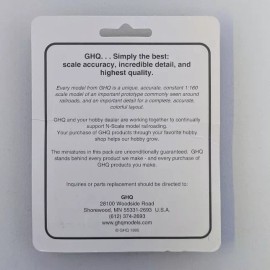 GHQ. . . Simply the best:
scale accuracy, incredible detail, and
highest quality.
Every model from GHQ is a unique, accurate, constant 1:160
scale model of an important prototype commonly seen around
railroads, and an important detail for a complete, accurate,
colorful layout.
GHQ and your hobby dealer are working together to continually
support N-Scale model railroading.
Your purchase of GHQ products through your favorite hobby
shop helps our hobby grow.
The miniatures in this pack are unconditionally guaranteed. GHQ
stands behind every product we make - and every purchase of
GHQ products you make.
Inquiries or parts replacement should be directed to:
GHQ
28100 Woodside Road
Shorewood, MN 55331-2693 U.S.A.
(612) 374-2693
www.ghqmodels.com
© GHQ 1999